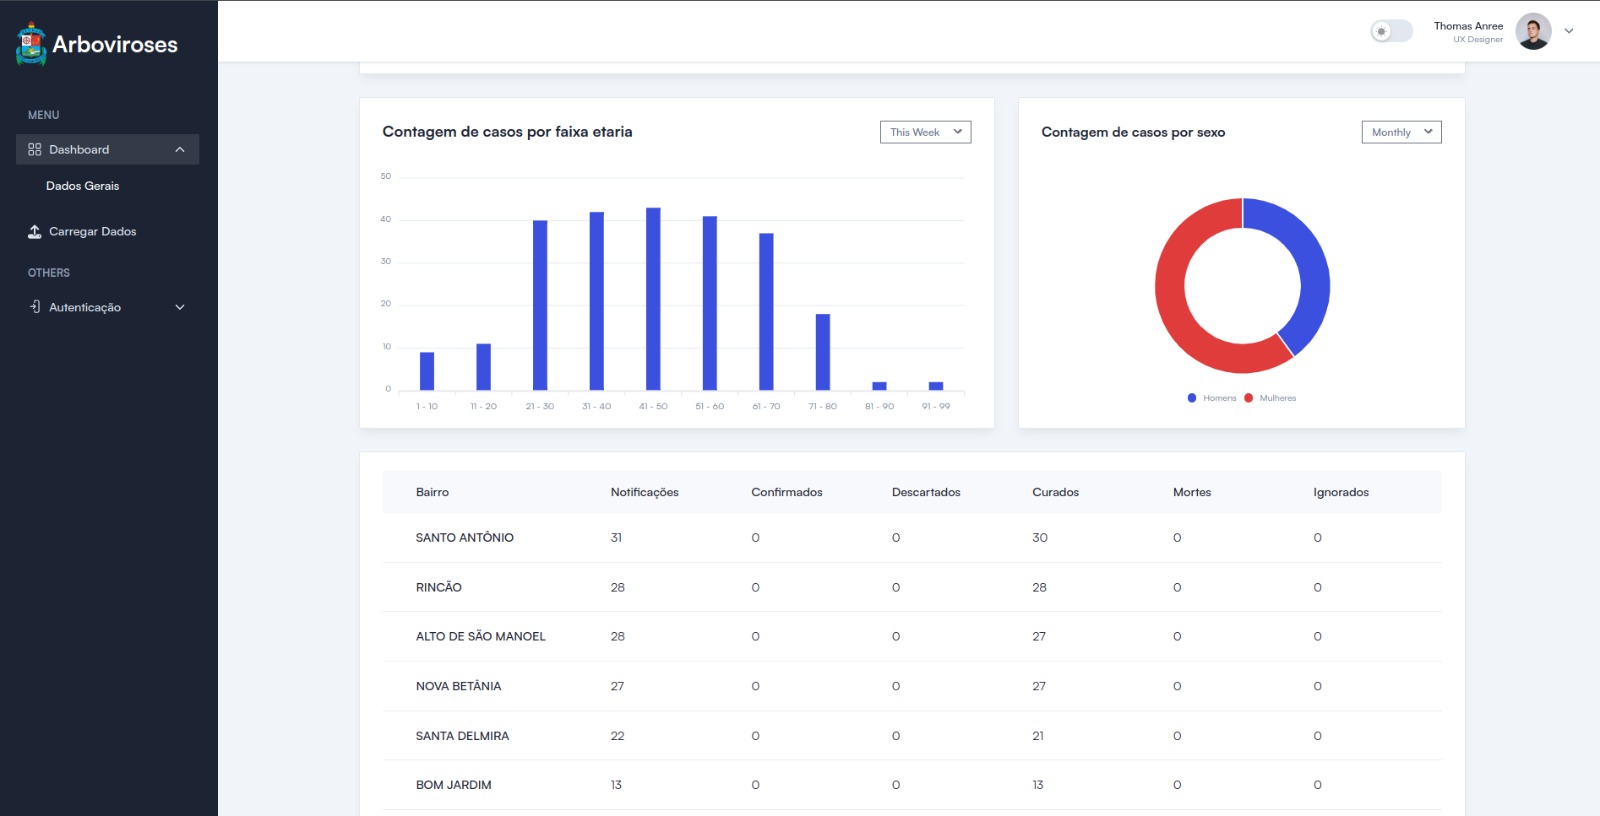 Arboviroses
Thomas Anree
UX Designer
MENU
Dashboard
Dados Gerais
Carregar Dados
OTHERS
Autenticação
Contagem de casos por faixa etaria
This Week
50
40
30
20
10
0
1 - 10 11 - 20 21 - 30 31 - 40 41 - 50 51 - 60 61 - 70 71 - 80 81 - 90 91 - 99
Contagem de casos por sexo
Monthly
Homens Mulheres
Bairro Notificações Confirmados Descartados Curados Mortes Ignorados
SANTO ANTÔNIO 31 0 0 30 0 0
RINCÃO 28 0 0 28 0 0
ALTO DE SÃO MANOEL 28 0 0 27 0 0
NOVA BETÂNIA 27 0 0 27 0 0
SANTA DELMIRA 22 0 0 21 0 0
BOM JARDIM 13 0 0 13 0 0